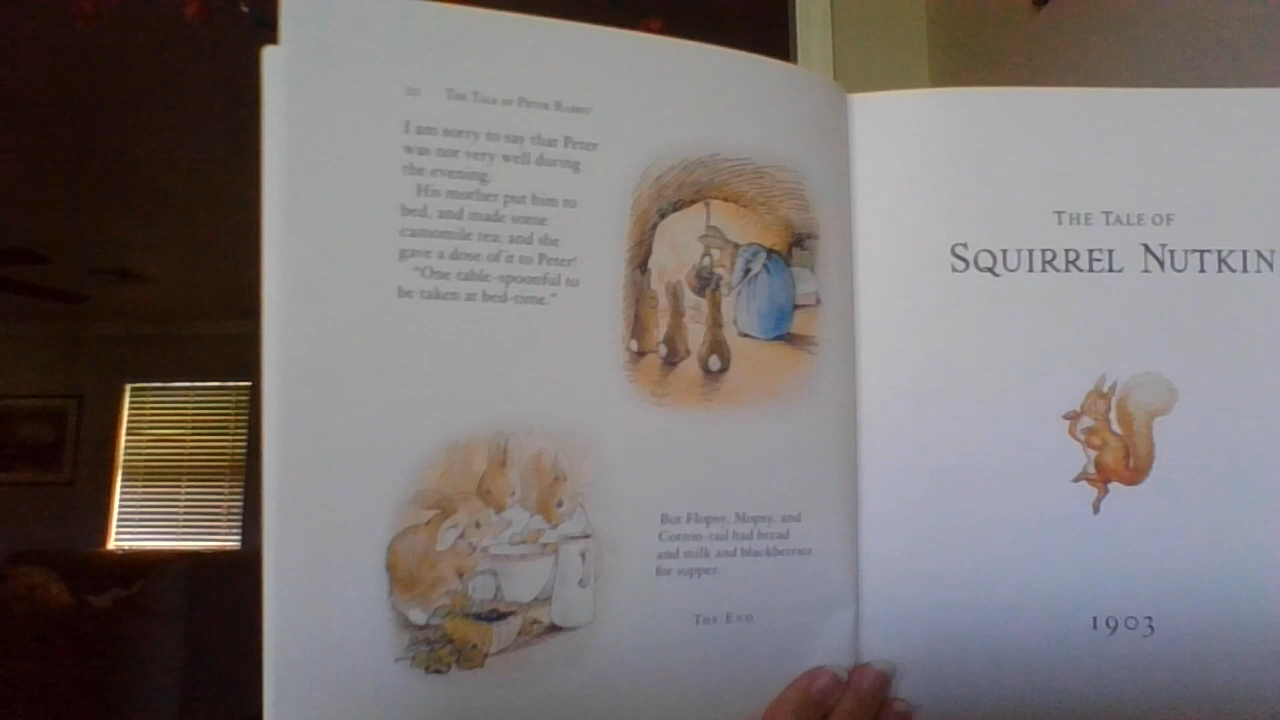 20 THE TALE OF PETER RABBIT
I am sorry to say that Peter
was not very well during
the evening.
His mother put him to
bed, and made some
camomile tea; and she
gave a dose of it to Peter!
"One table-spoonful to
be taken at bed-time."
But Flopsy, Mopsy, and
Cotton-tail had bread
and milk and blackberries
for supper.
THE END
THE TALE OF
SQUIRREL NUTKIN
1903